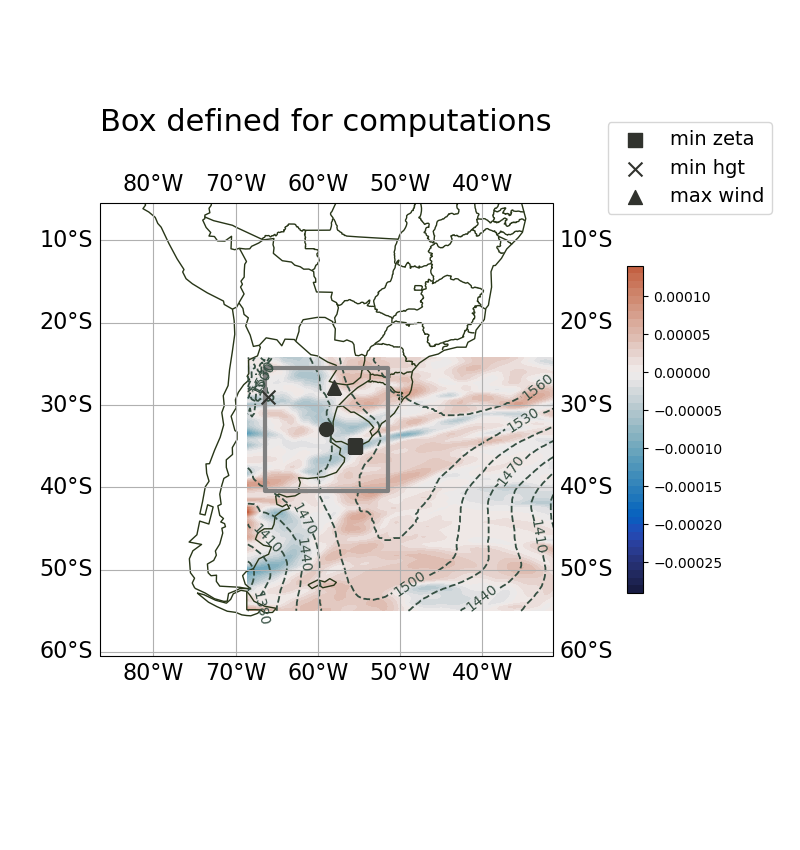 Box defined for computations
min zeta
min hgt
max wind
80°W 70°W 60°W 50°W 40°W
10°S 10°S
20°S 20°S
30°S 30°S
40°S 40°S
50°S 50°S
60°S 60°S
80°W 70°W 60°W 50°W 40°W
0.00010
0.00005
0.00000
−0.00005
−0.00010
−0.00015
−0.00020
−0.00025
1560
1530
1470
1410
1470
1410
1440
1500
1440